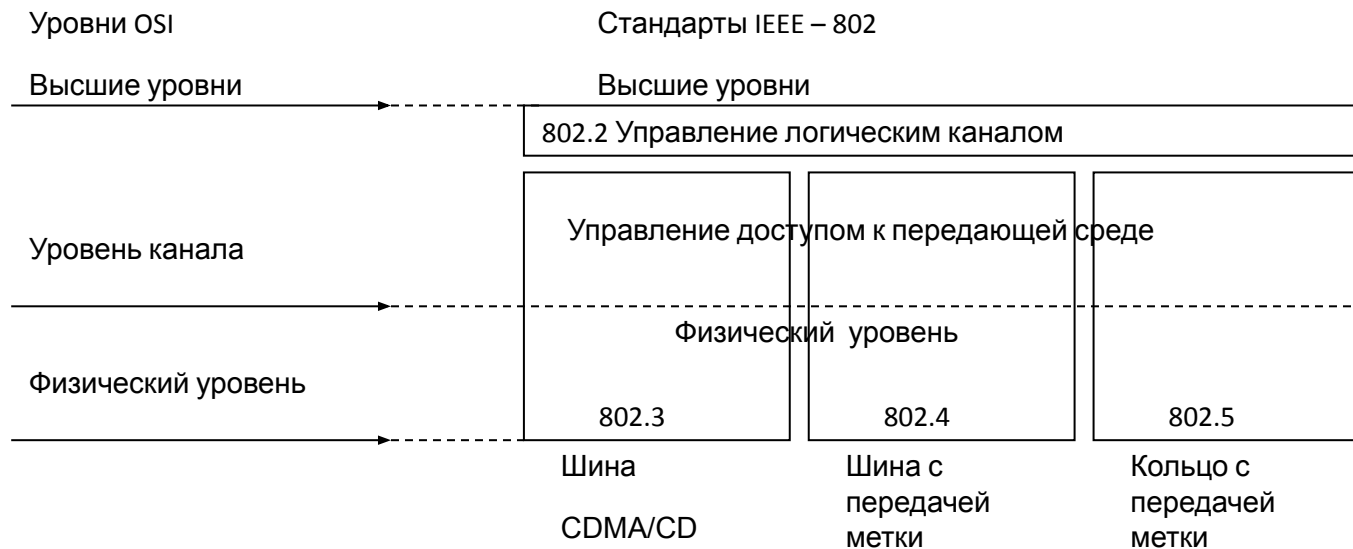 Уровни OSI
Стандарты IEEE – 802
Высшие уровни
Высшие уровни
802.2 Управление логическим каналом
Управление доступом к передающей среде
Уровень канала
Физический уровень
Физический уровень
802.3
802.4
802.5
Шина
CDMA/CD
Шина с
передачей
метки
Кольцо с
передачей
метки